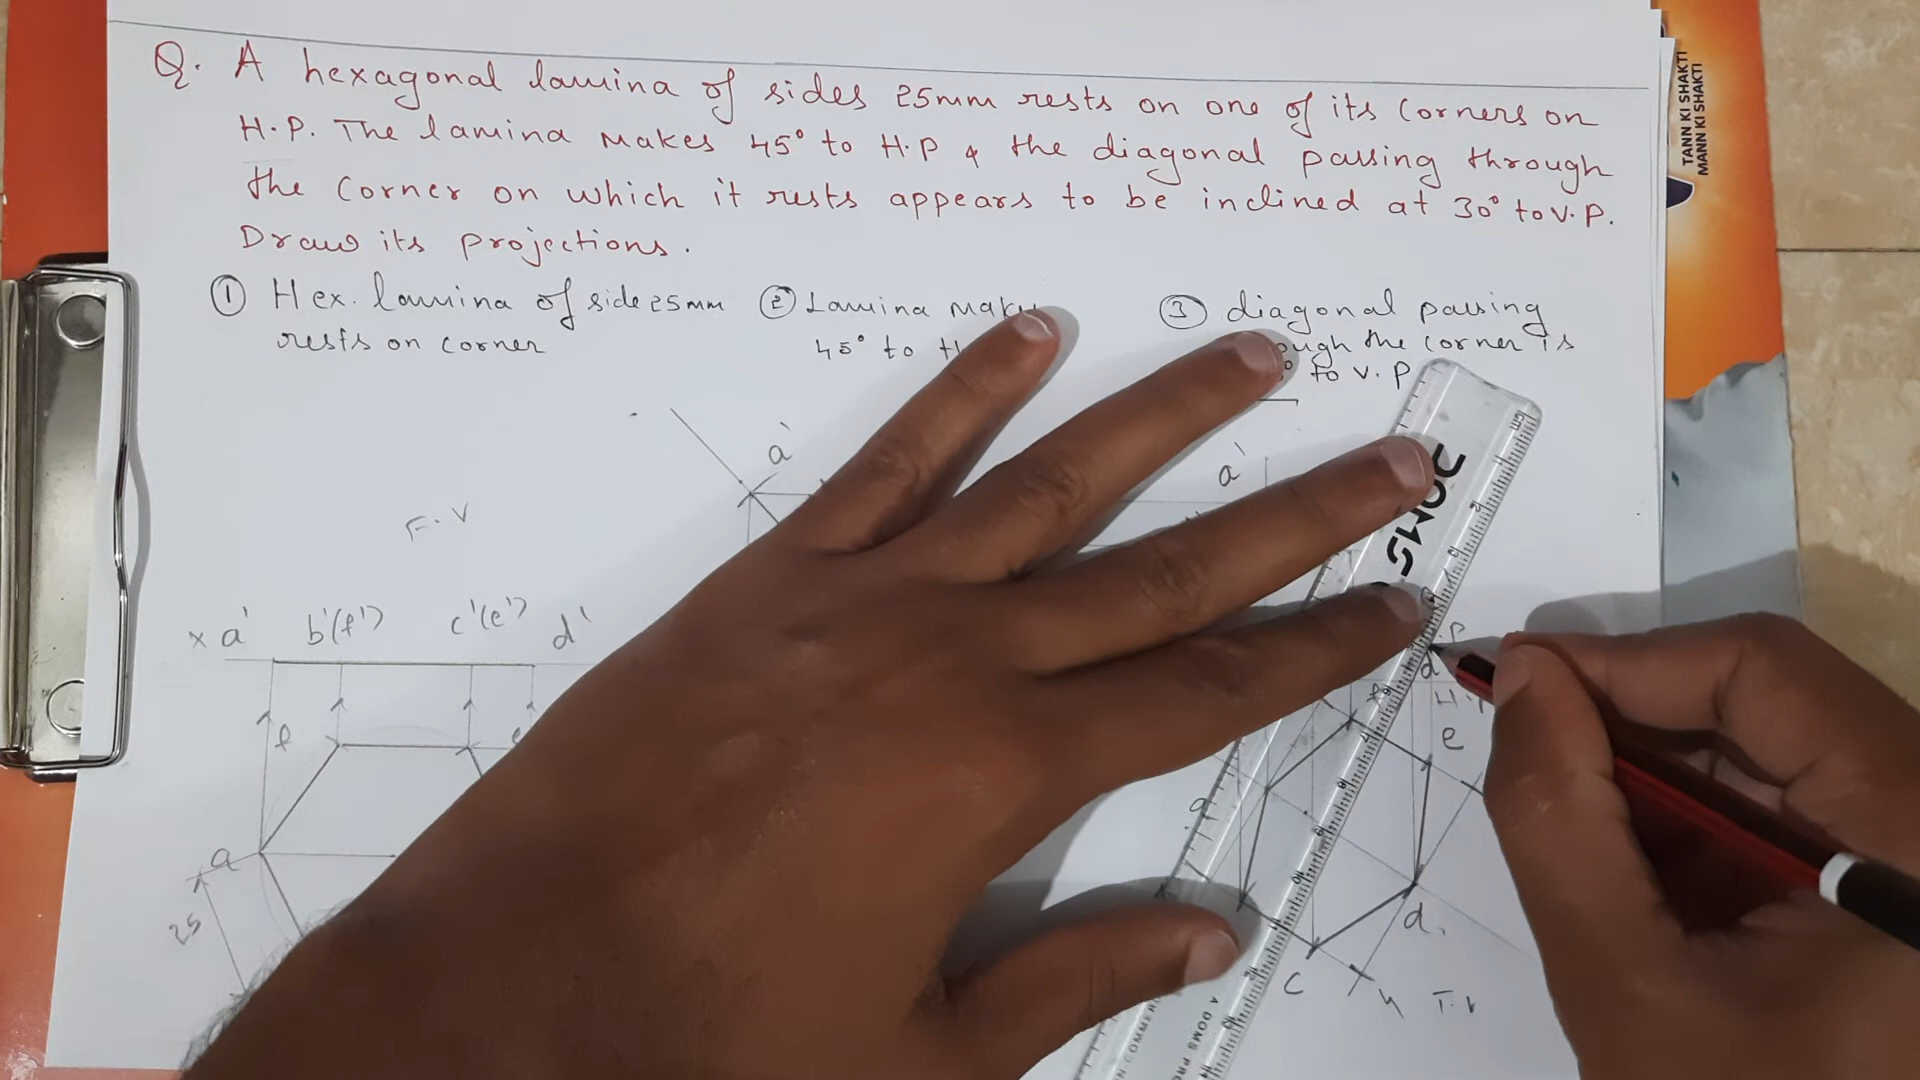 Q. A hexagonal lamina of sides 25mm rests on one of its corners on
H.P. The lamina makes 45° to H.P & the diagonal passing through
the corner on which it rests appears to be inclined at 30° to V.P.
Draw its projections.
① Hex. lamina of side 25mm
rests on corner
② Lamina
45° to
③ diagonal passing
the corner is
to V.P
a'
a'
F.V
x a' b'(f') c'(e') d'
d'
f
e
a
25
a
d
c
T.V
DOMS
TANN KI SHAKTI
MANN KI SHAKTI